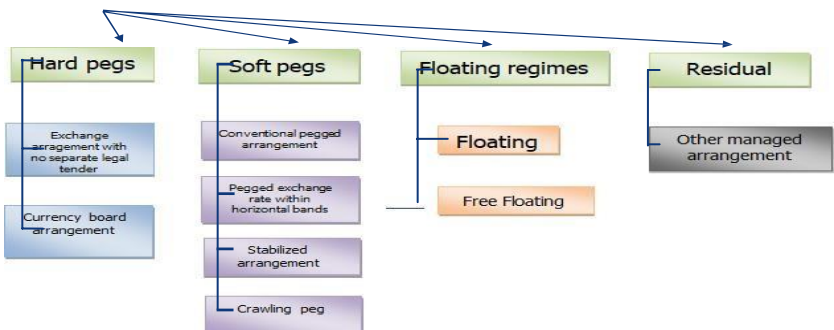 Hard pegs
Soft pegs
Floating regimes
Residual
Exchange
arragement with
no separate legal
tender
Currency board
arrangement
Conventional pegged
arrangement
Pegged exchange
rate within
horizontal bands
Stabilized
arrangement
Crawling peg
Floating
Free Floating
Other managed
arrangement